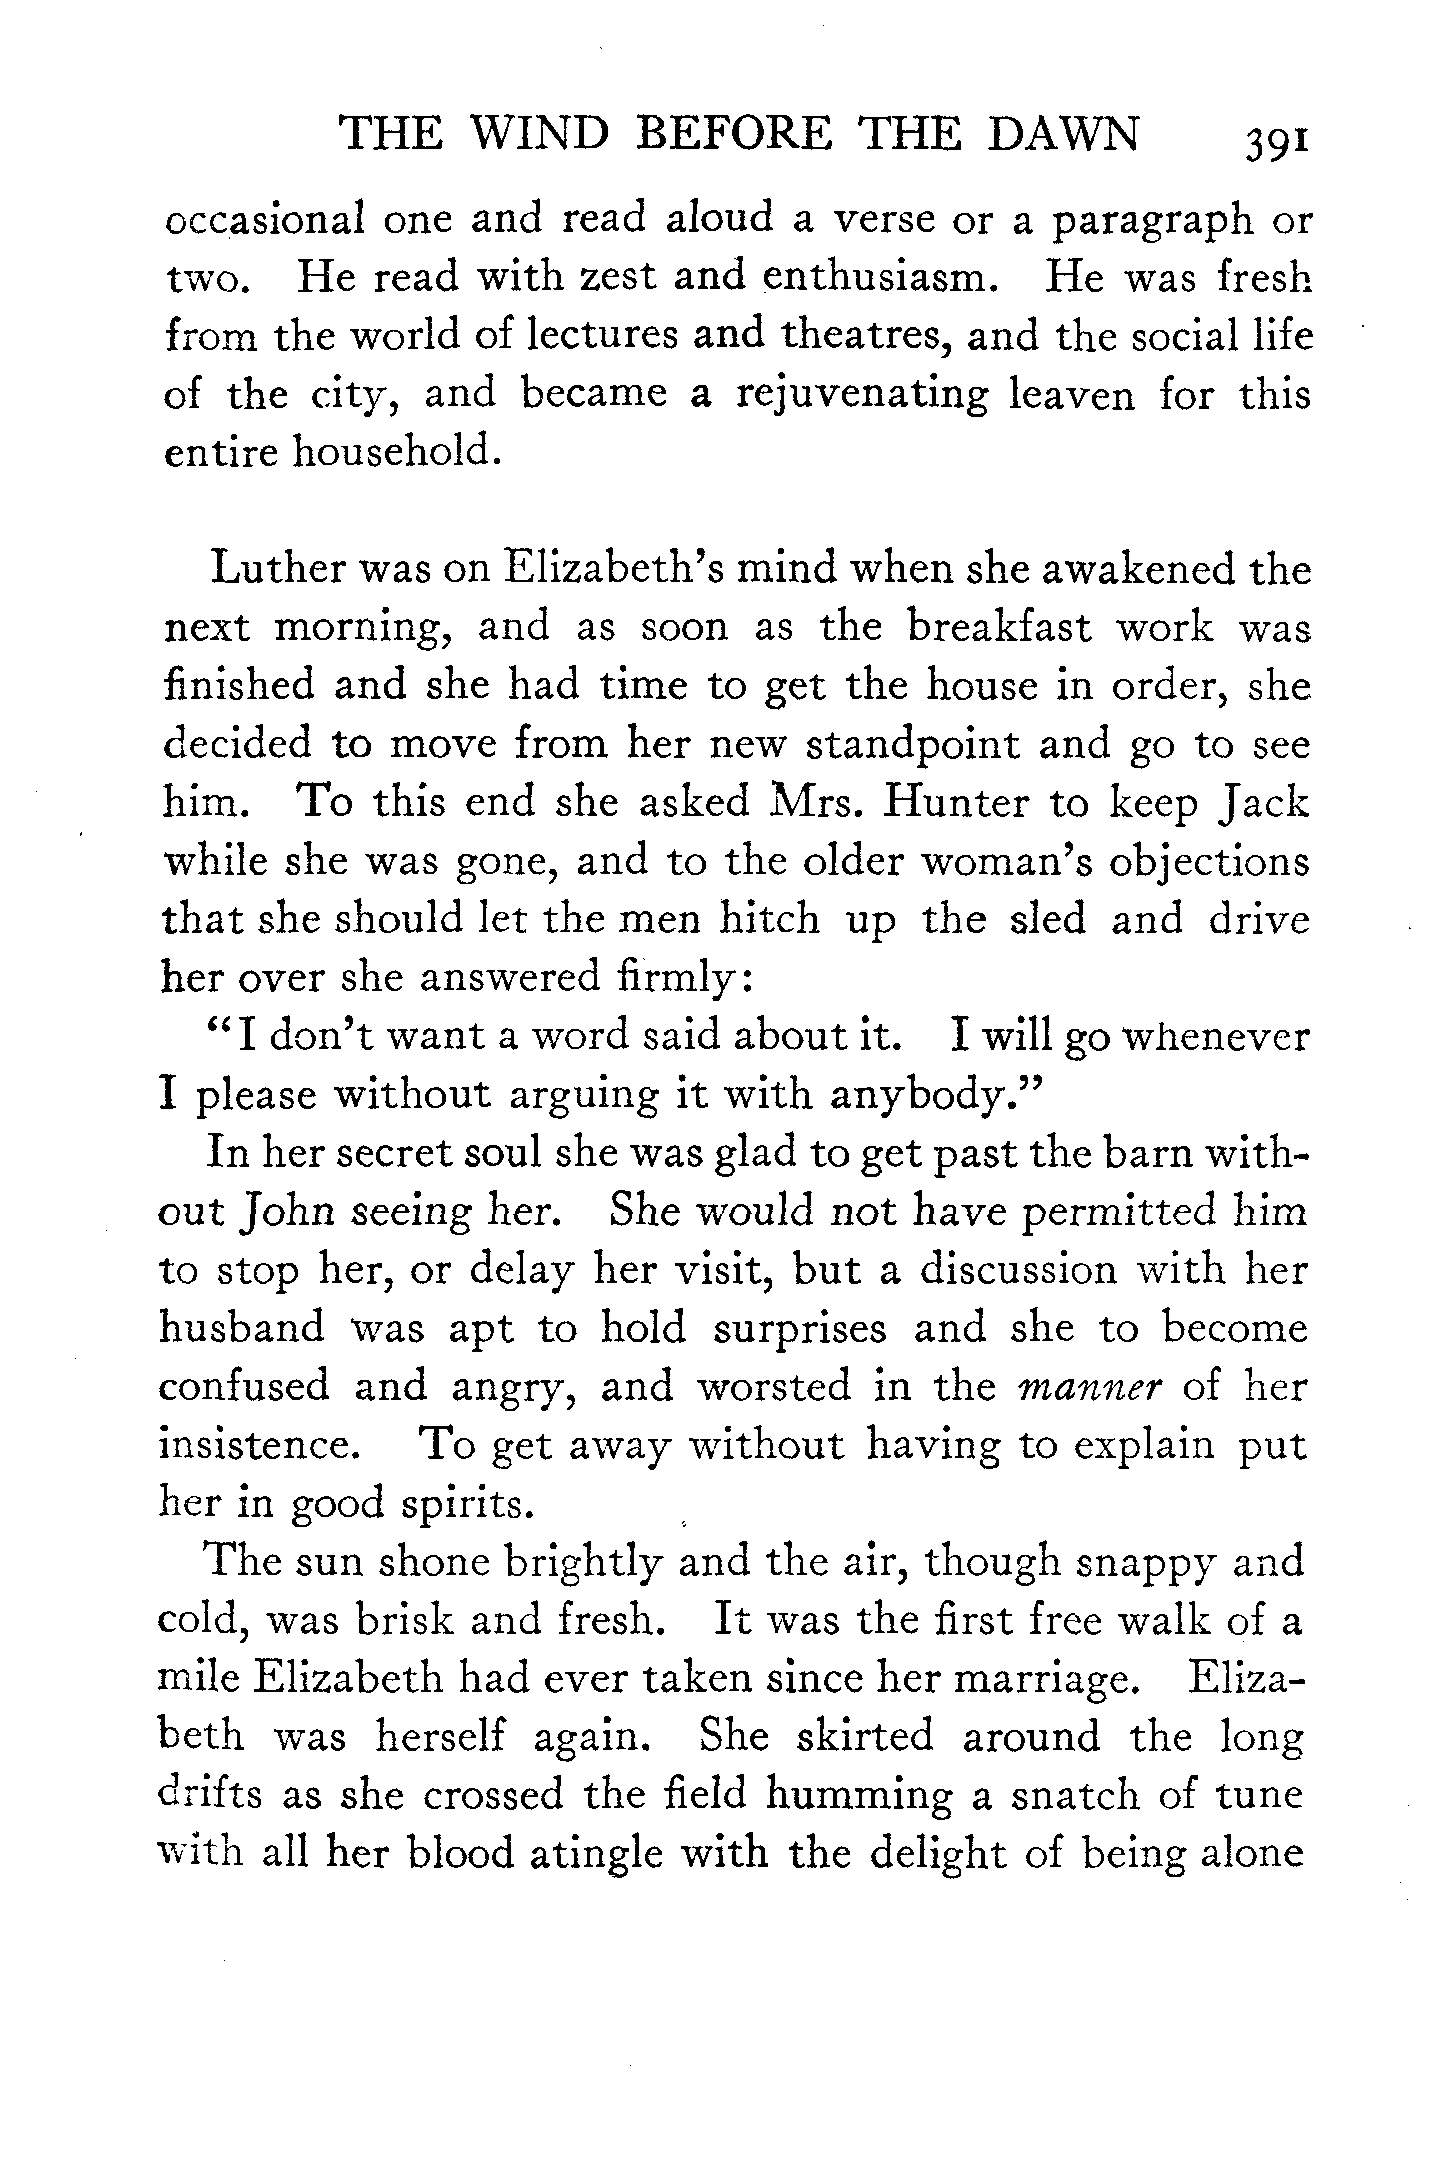 THE WIND BEFORE THE DAWN 391
occasional one and read aloud a verse or a paragraph or
two. He read with zest and enthusiasm. He was fresh
from the world of lectures and theatres, and the social life
of the city, and became a rejuvenating leaven for this
entire household.
Luther was on Elizabeth's mind when she awakened the
next morning, and as soon as the breakfast work was
finished and she had time to get the house in order, she
decided to move from her new standpoint and go to see
him. To this end she asked Mrs. Hunter to keep Jack
while she was gone, and to the older woman's objections
that she should let the men hitch up the sled and drive
her over she answered firmly:
"I don't want a word said about it. I will go whenever
I please without arguing it with anybody."
In her secret soul she was glad to get past the barn with-
out John seeing her. She would not have permitted him
to stop her, or delay her visit, but a discussion with her
husband was apt to hold surprises and she to become
confused and angry, and worsted in the manner of her
insistence. To get away without having to explain put
her in good spirits.
The sun shone brightly and the air, though snappy and
cold, was brisk and fresh. It was the first free walk of a
mile Elizabeth had ever taken since her marriage. Eliza-
beth was herself again. She skirted around the long
drifts as she crossed the field humming a snatch of tune
with all her blood atingle with the delight of being alone